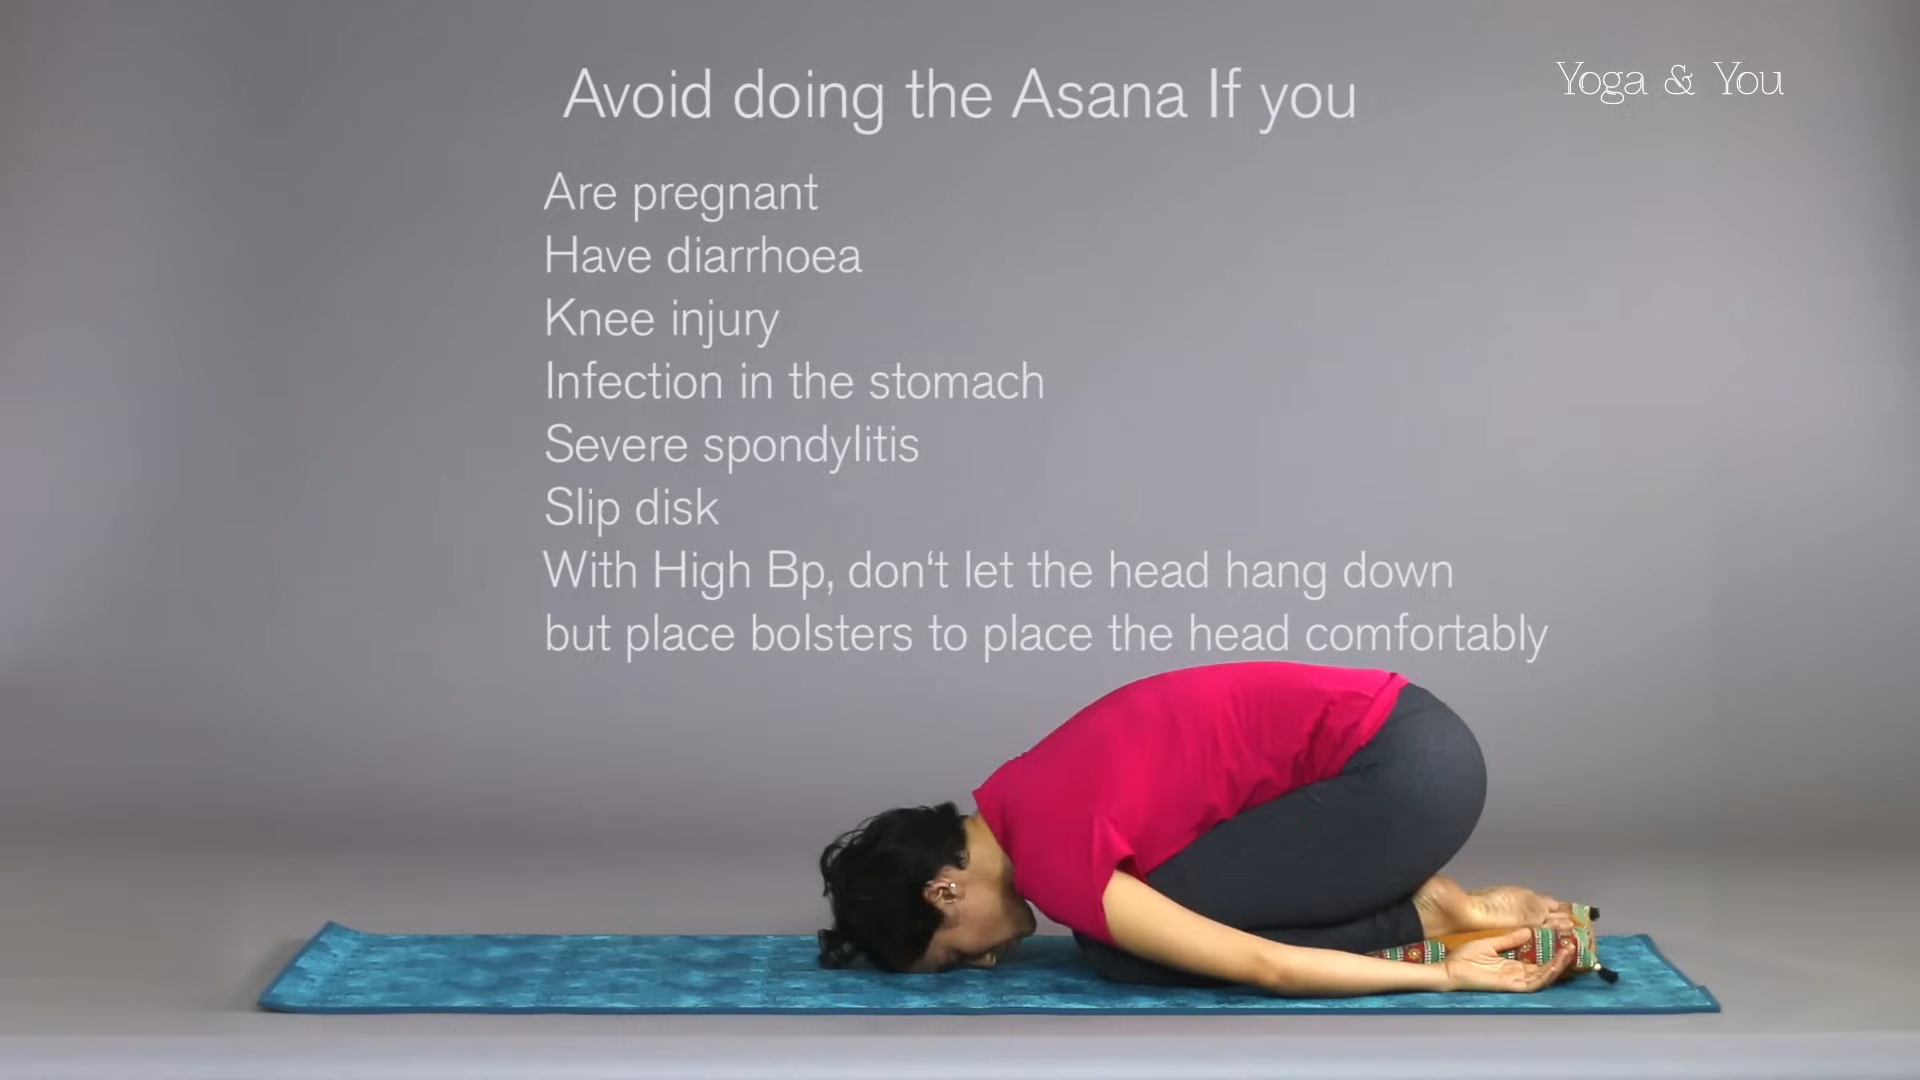 Yoga & You
Avoid doing the Asana If you
Are pregnant
Have diarrhoea
Knee injury
Infection in the stomach
Severe spondylitis
Slip disk
With High Bp, don‘t let the head hang down
but place bolsters to place the head comfortably